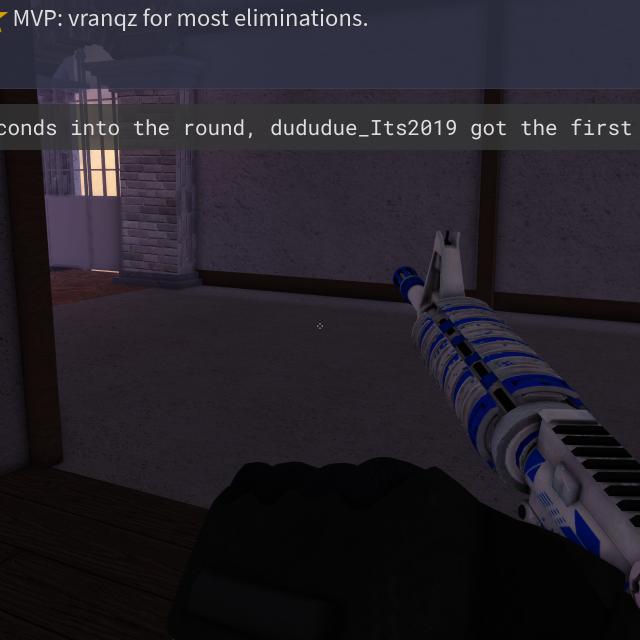 MVP: vranqz for most eliminations.
conds into the round, dududue_Its2019 got the first